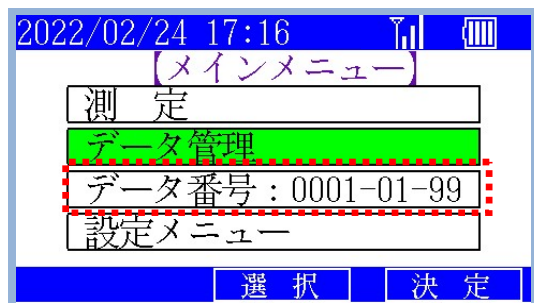 2022/02/24 17:16
【メインメニュー】
測　定
データ管理
データ番号：0001-01-99
設定メニュー
選　択　決　定